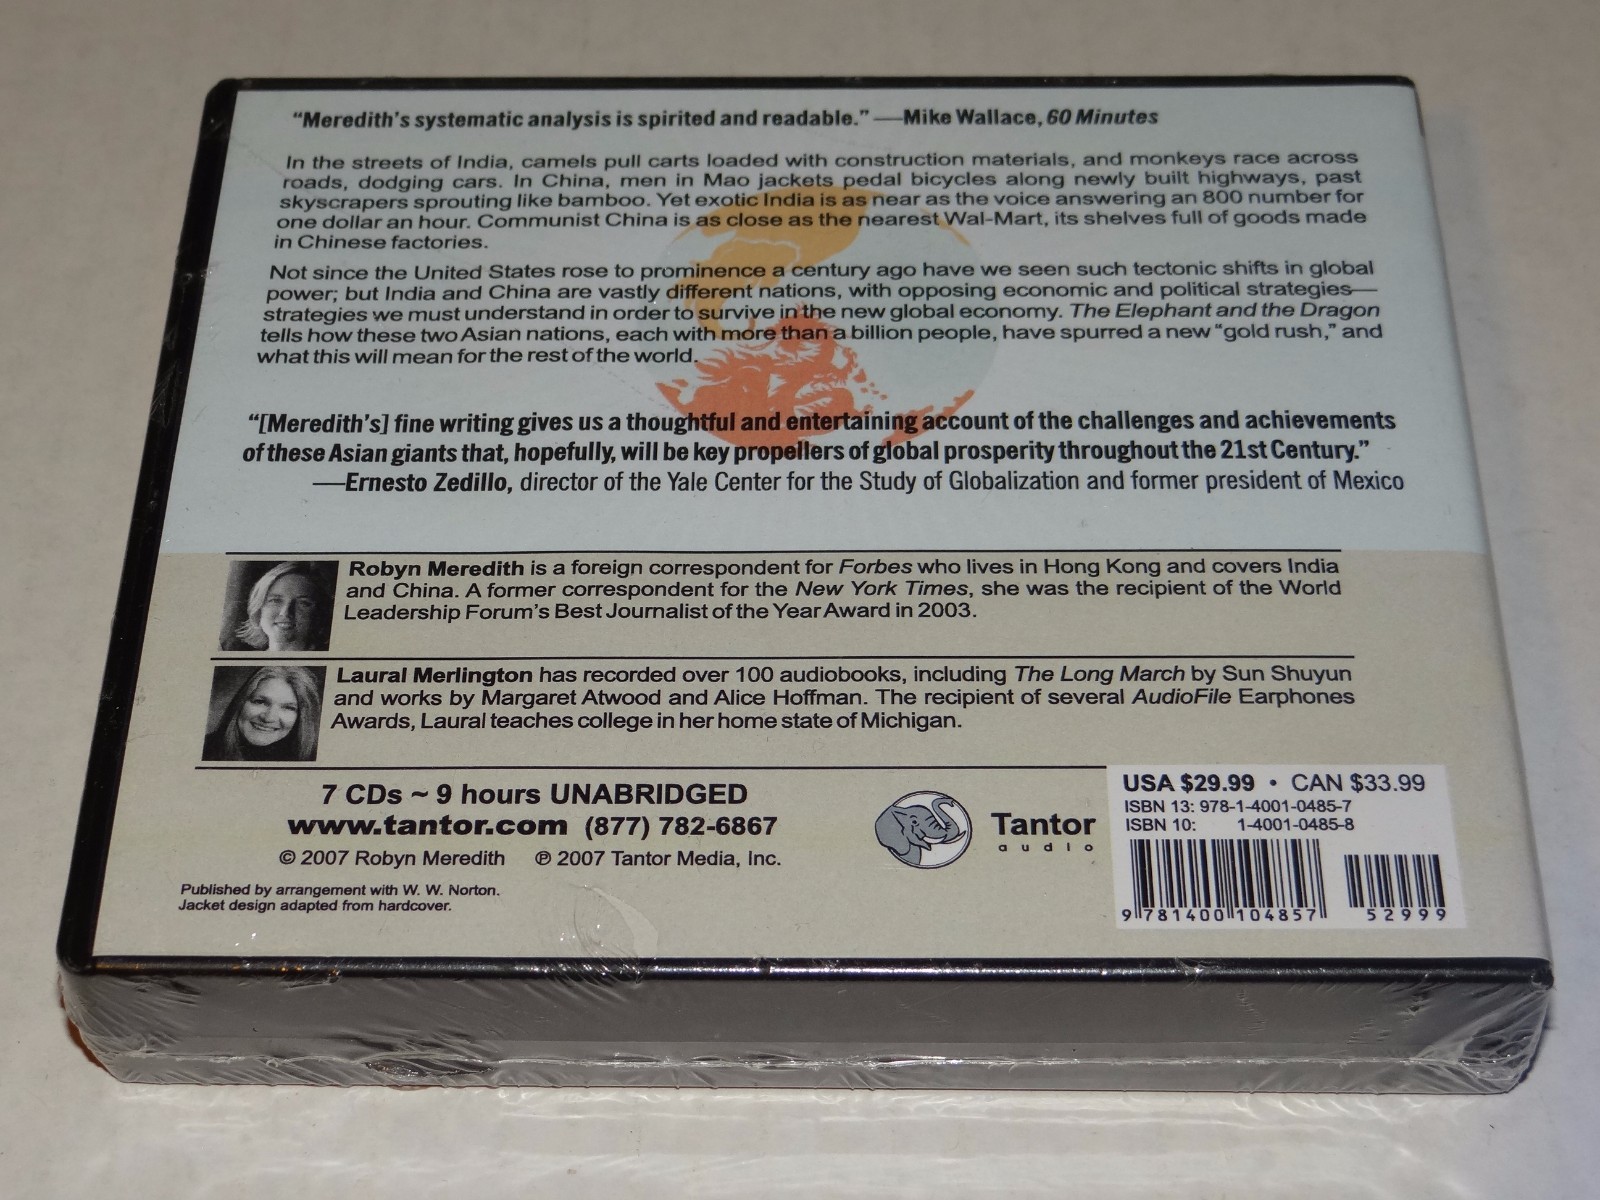 “Meredith’s systematic analysis is spirited and readable.” —Mike Wallace, 60 Minutes
In the streets of India, camels pull carts loaded with construction materials, and monkeys race across
roads, dodging cars. In China, men in Mao jackets pedal bicycles along newly built highways, past
skyscrapers sprouting like bamboo. Yet exotic India is as near as the voice answering an 800 number for
one dollar an hour. Communist China is as close as the nearest Wal-Mart, its shelves full of goods made
in Chinese factories.
Not since the United States rose to prominence a century ago have we seen such tectonic shifts in global
power; but India and China are vastly different nations, with opposing economic and political strategies—
strategies we must understand in order to survive in the new global economy. The Elephant and the Dragon
tells how these two Asian nations, each with more than a billion people, have spurred a new “gold rush,” and
what this will mean for the rest of the world.
“[Meredith’s] fine writing gives us a thoughtful and entertaining account of the challenges and achievements
of these Asian giants that, hopefully, will be key propellers of global prosperity throughout the 21st Century.”
—Ernesto Zedillo, director of the Yale Center for the Study of Globalization and former president of Mexico
Robyn Meredith is a foreign correspondent for Forbes who lives in Hong Kong and covers India
and China. A former correspondent for the New York Times, she was the recipient of the World
Leadership Forum’s Best Journalist of the Year Award in 2003.
Laural Merlington has recorded over 100 audiobooks, including The Long March by Sun Shuyun
and works by Margaret Atwood and Alice Hoffman. The recipient of several AudioFile Earphones
Awards, Laural teaches college in her home state of Michigan.
7 CDs ~ 9 hours UNABRIDGED
www.tantor.com (877) 782-6867
© 2007 Robyn Meredith ℗ 2007 Tantor Media, Inc.
Published by arrangement with W. W. Norton.
Jacket design adapted from hardcover.
Tantor
audio
USA $29.99 • CAN $33.99
ISBN 13: 978-1-4001-0485-7
ISBN 10: 1-4001-0485-8
9 781400 104857
52999